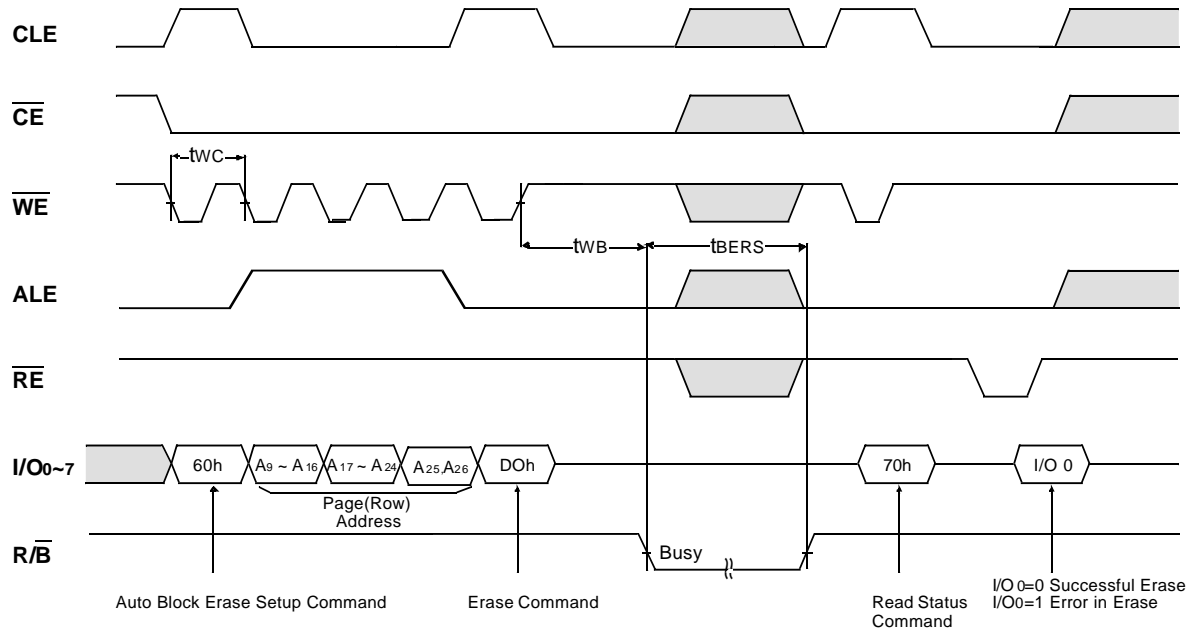 CLE
CE
tWC
WE
tWB
tBERS
ALE
RE
I/O0~7
60h
A9 ~ A16
A17 ~ A24
A25,A26
DOh
70h
I/O 0
Page(Row)
Address
R/B
Busy
Auto Block Erase Setup Command
Erase Command
Read Status
Command
I/O 0=0 Successful Erase
I/O0=1 Error in Erase